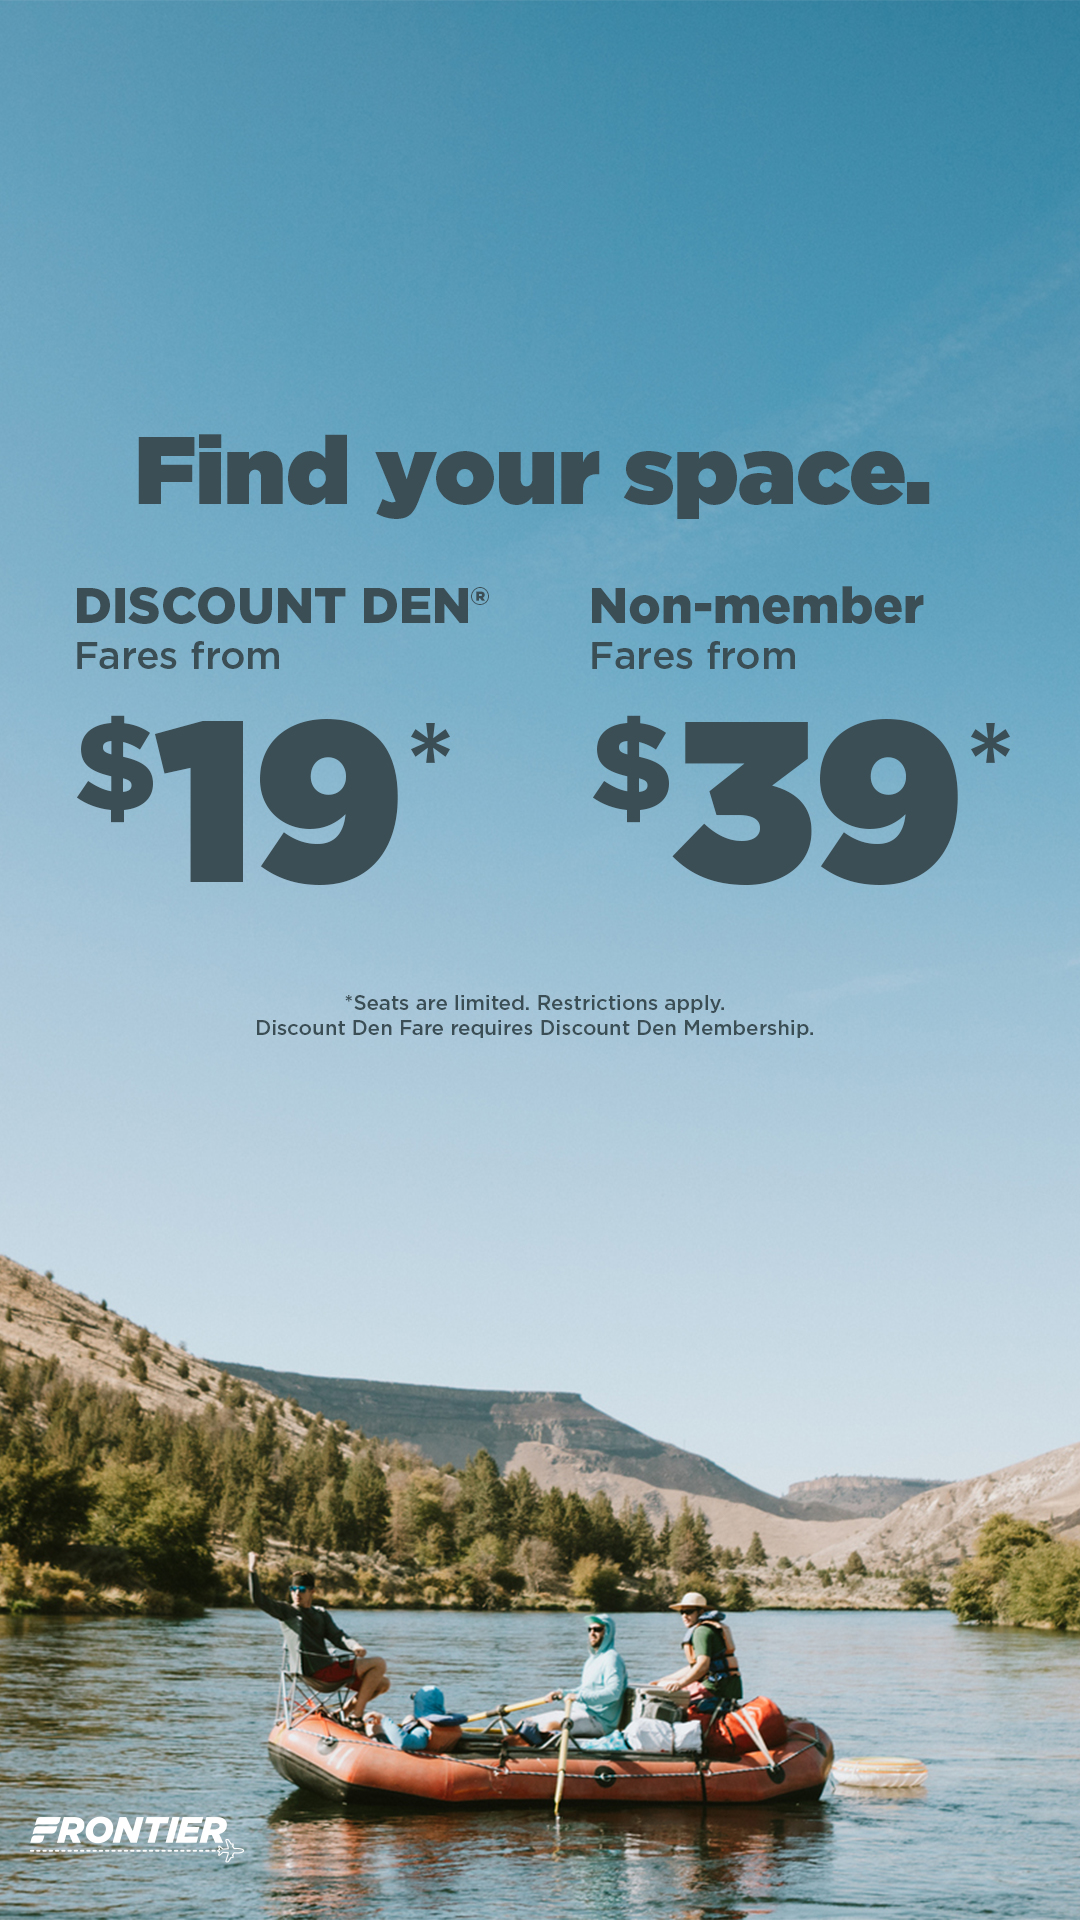 Find your space.
DISCOUNT DEN®
Fares from
$19*
Non-member
Fares from
$39*
*Seats are limited. Restrictions apply.
Discount Den Fare requires Discount Den Membership.
FRONTIER